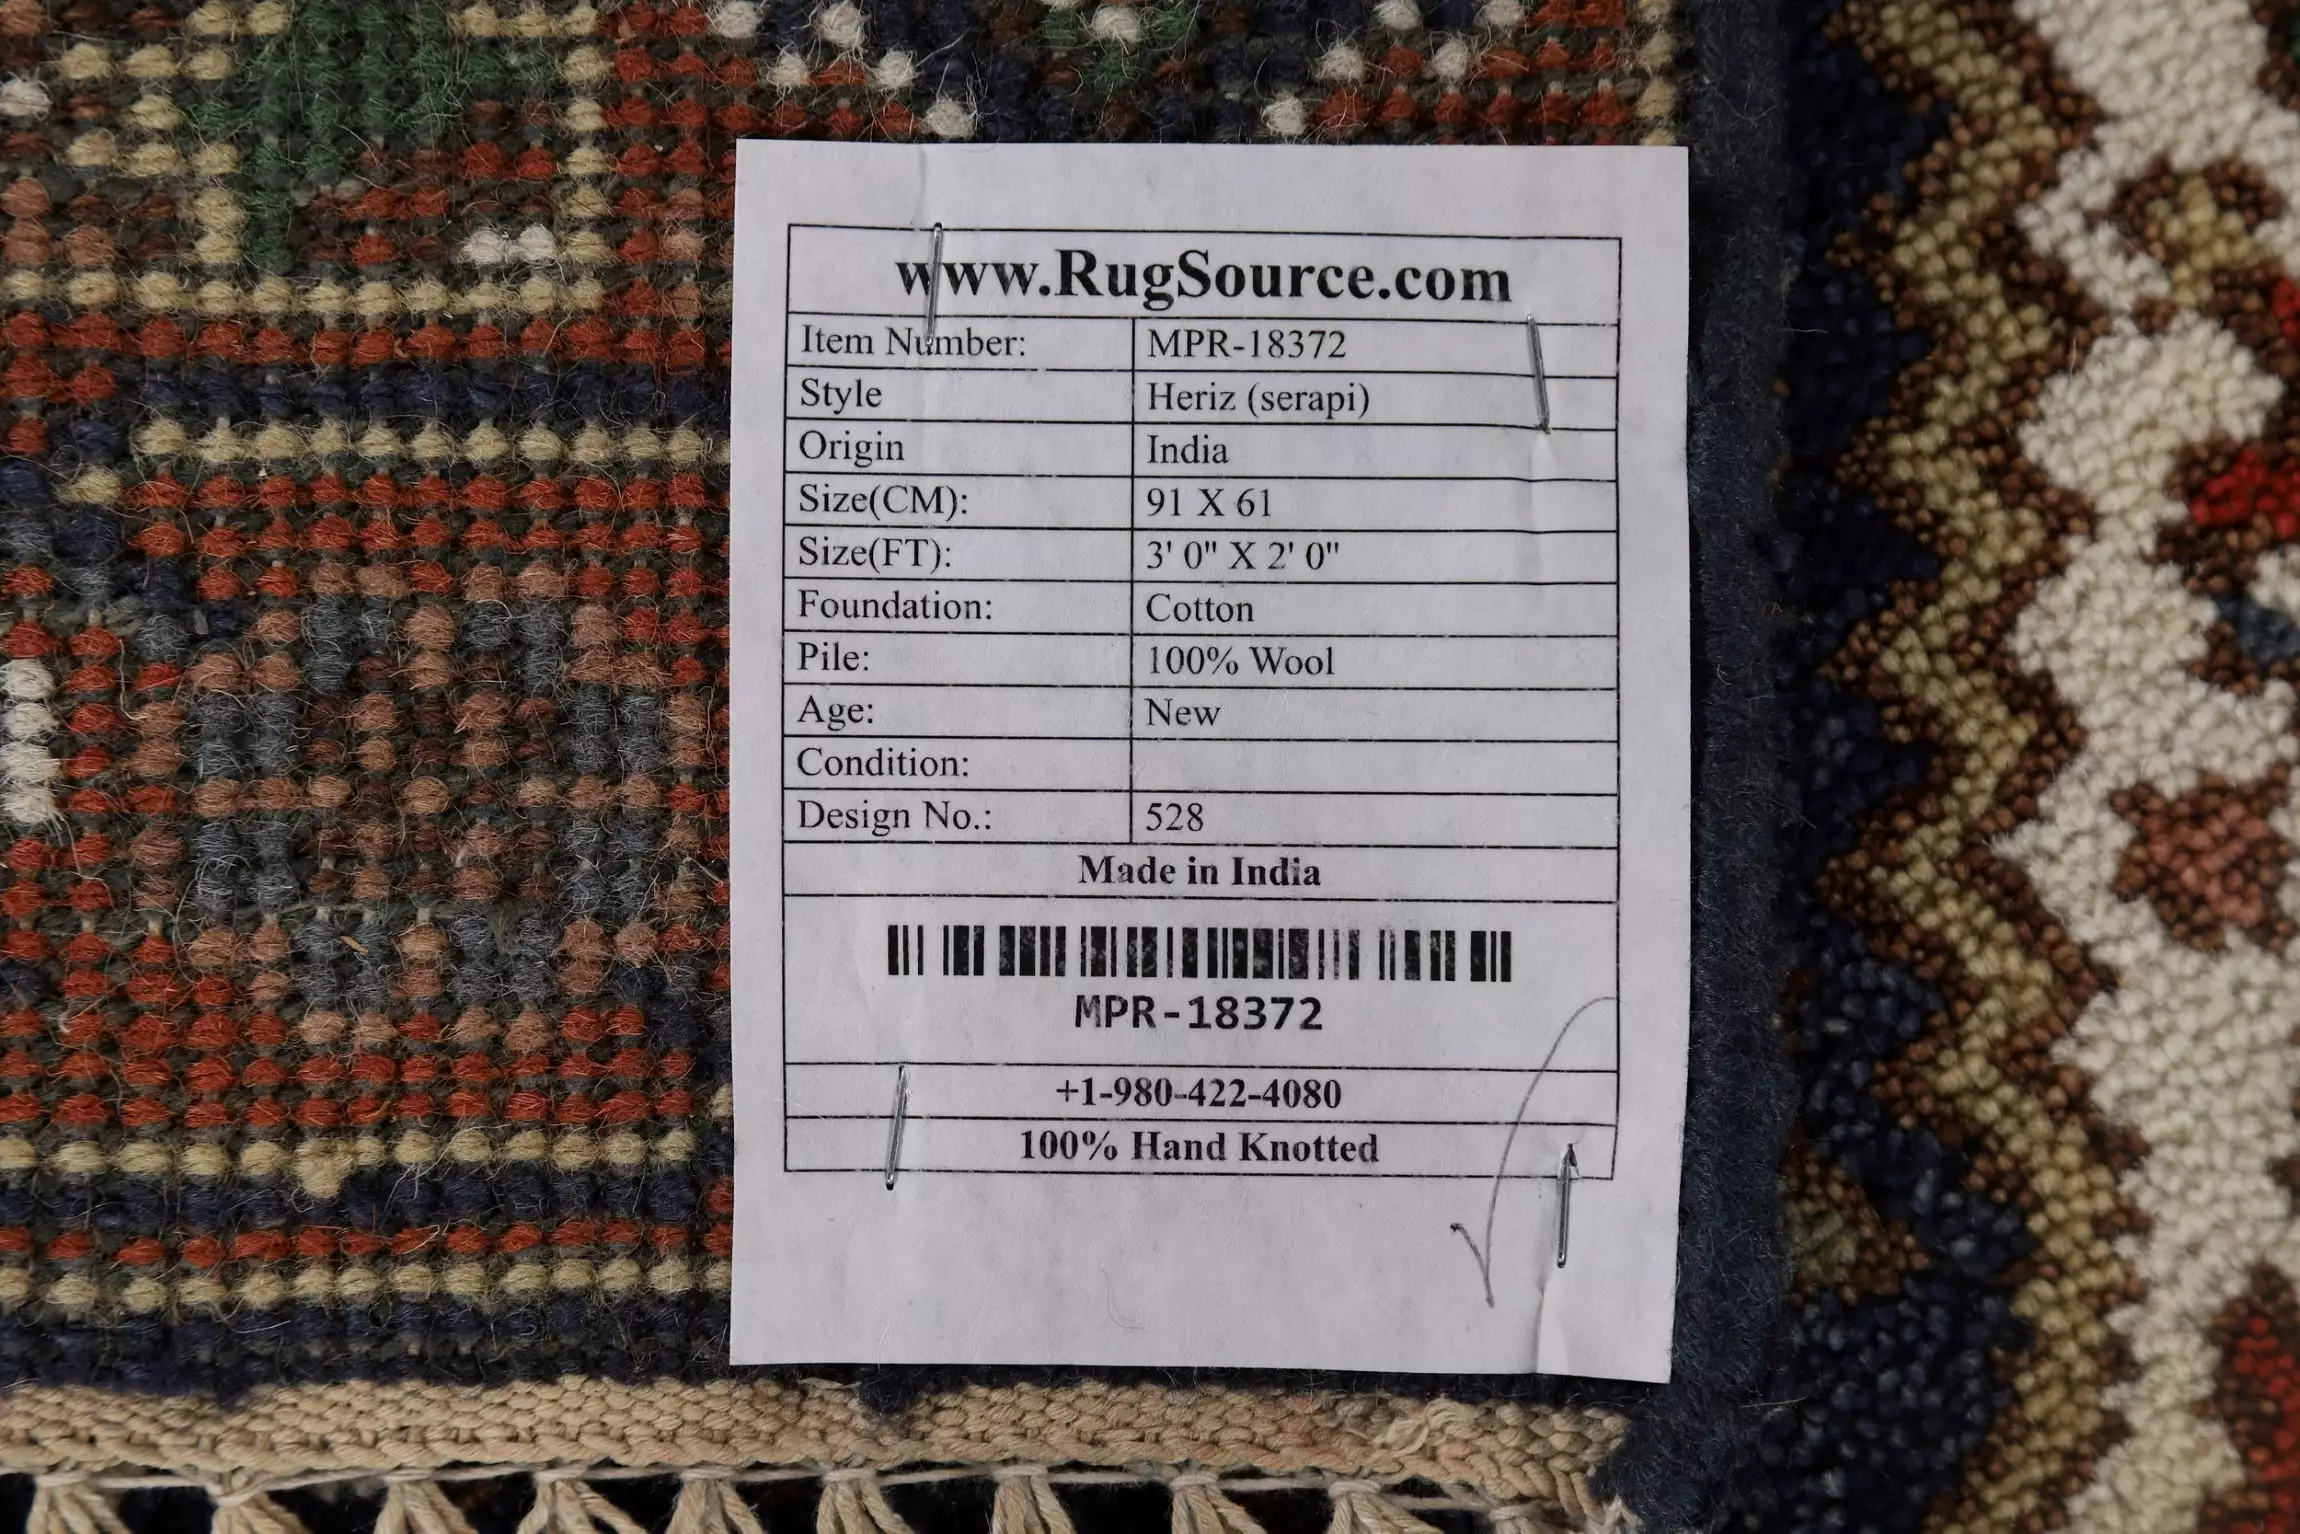 www.RugSource.com
Item Number: MPR-18372
Style Heriz (serapi)
Origin India
Size(CM): 91 X 61
Size(FT): 3' 0" X 2' 0"
Foundation: Cotton
Pile: 100% Wool
Age: New
Condition:
Design No.: 528
Made in India
MPR-18372
+1-980-422-4080
100% Hand Knotted